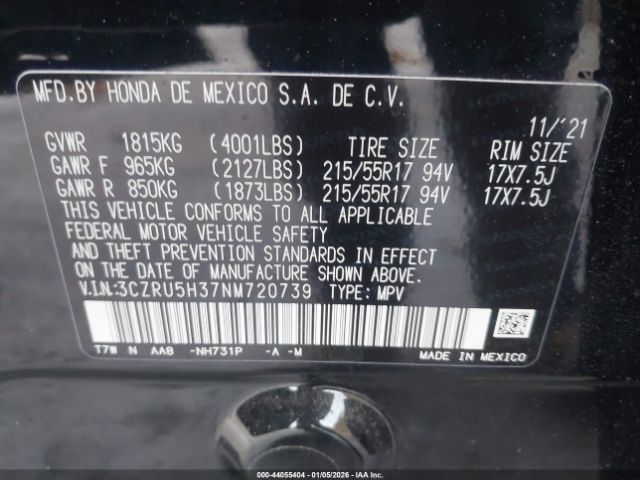 MFD.BY HONDA DE MEXICO S.A. DE C.V.
11/'21
GVWR 1815KG (4001LBS) TIRE SIZE RIM SIZE
GAWR F 965KG (2127LBS) 215/55R17 94V 17X7.5J
GAWR R 850KG (1873LBS) 215/55R17 94V 17X7.5J
THIS VEHICLE CONFORMS TO ALL APPLICABLE
FEDERAL MOTOR VEHICLE SAFETY
AND THEFT PREVENTION STANDARDS IN EFFECT
ON THE DATE OF MANUFACTURE SHOWN ABOVE.
V.I.N:3CZRU5H37NM720739 TYPE: MPV
T7W N AA8 -NH731P -A -M
MADE IN MEXICO
000-44055404 - 01/05/2026 - IAAI.com